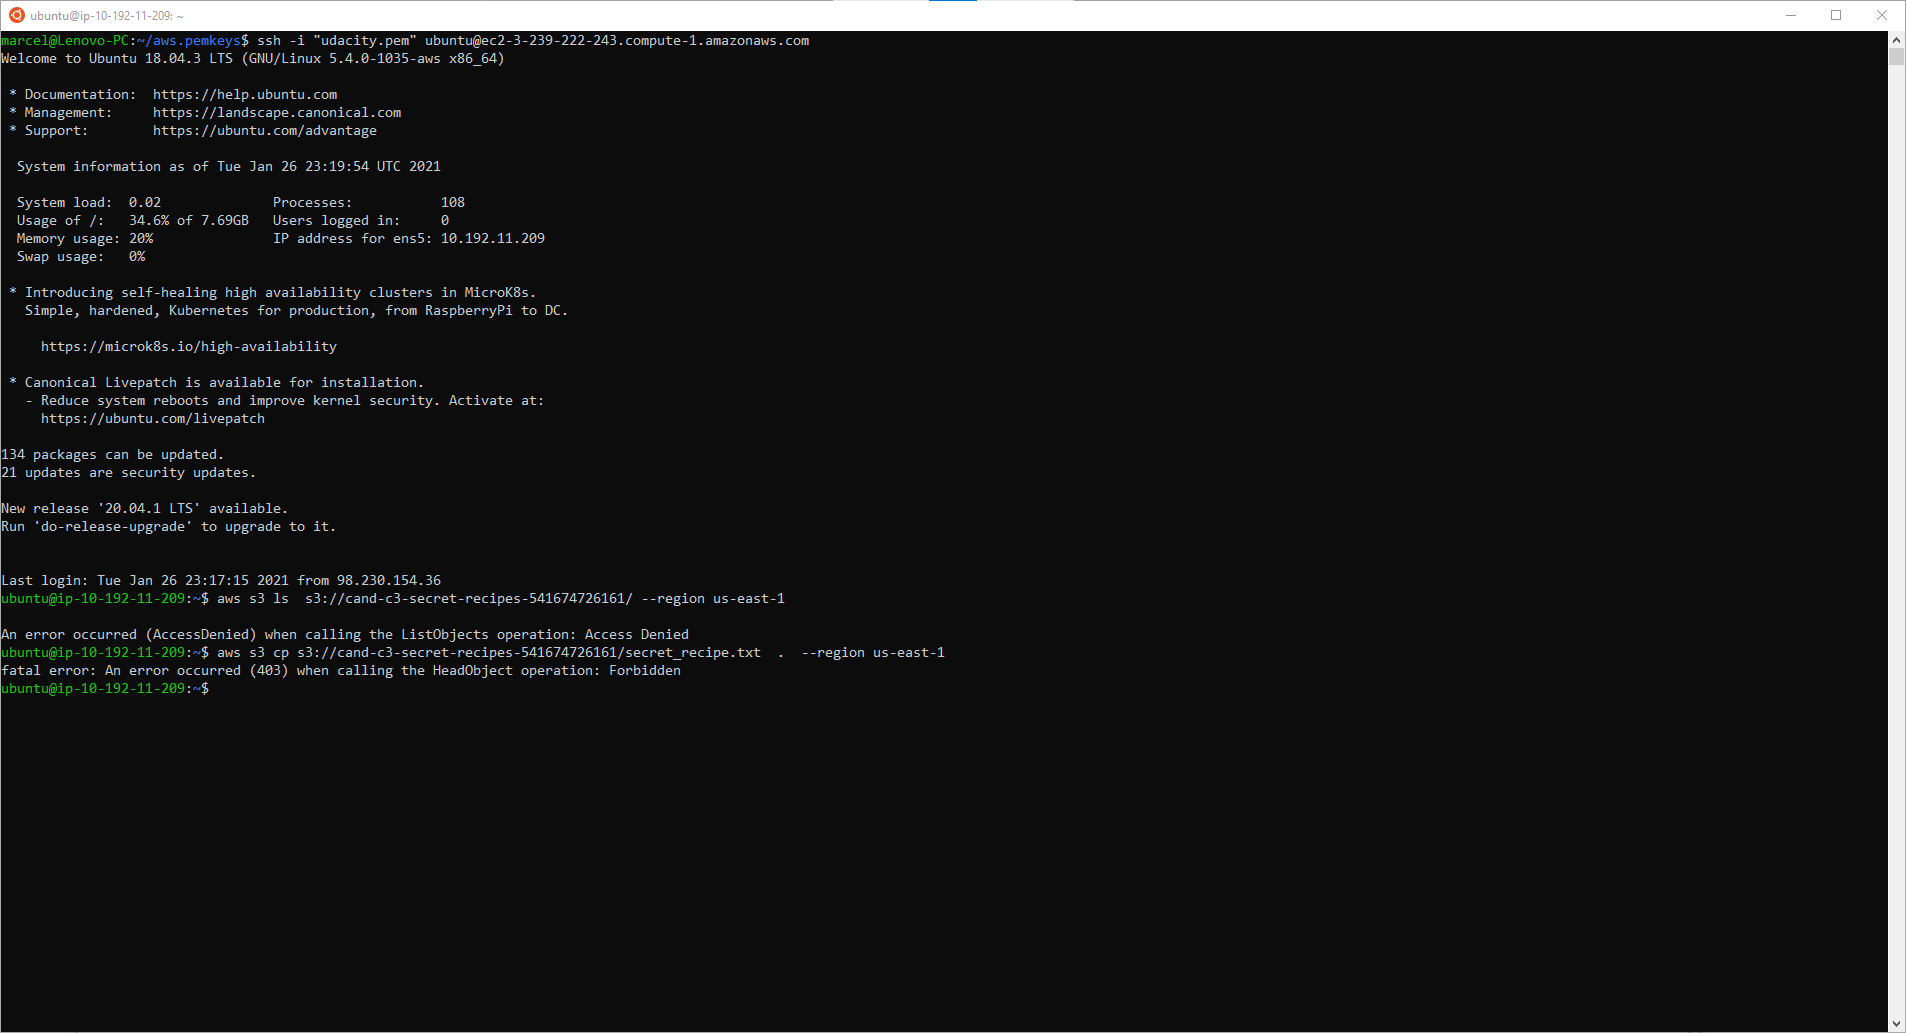 ubuntu@ip-10-192-11-209: ~
marcel@Lenovo-PC:~/aws.pemkeys$ ssh -i "udacity.pem" ubuntu@ec2-3-239-222-243.compute-1.amazonaws.com
Welcome to Ubuntu 18.04.3 LTS (GNU/Linux 5.4.0-1035-aws x86_64)
* Documentation:  https://help.ubuntu.com
* Management:     https://landscape.canonical.com
* Support:        https://ubuntu.com/advantage
System information as of Tue Jan 26 23:19:54 UTC 2021
System load:  0.02              Processes:           108
Usage of /:   34.6% of 7.69GB   Users logged in:     0
Memory usage: 20%               IP address for ens5: 10.192.11.209
Swap usage:   0%
* Introducing self-healing high availability clusters in MicroK8s.
Simple, hardened, Kubernetes for production, from RaspberryPi to DC.
https://microk8s.io/high-availability
* Canonical Livepatch is available for installation.
- Reduce system reboots and improve kernel security. Activate at:
https://ubuntu.com/livepatch
134 packages can be updated.
21 updates are security updates.
New release '20.04.1 LTS' available.
Run 'do-release-upgrade' to upgrade to it.
Last login: Tue Jan 26 23:17:15 2021 from 98.230.154.36
ubuntu@ip-10-192-11-209:~$ aws s3 ls  s3://cand-c3-secret-recipes-541674726161/ --region us-east-1
An error occurred (AccessDenied) when calling the ListObjects operation: Access Denied
ubuntu@ip-10-192-11-209:~$ aws s3 cp s3://cand-c3-secret-recipes-541674726161/secret_recipe.txt  .  --region us-east-1
fatal error: An error occurred (403) when calling the HeadObject operation: Forbidden
ubuntu@ip-10-192-11-209:~$